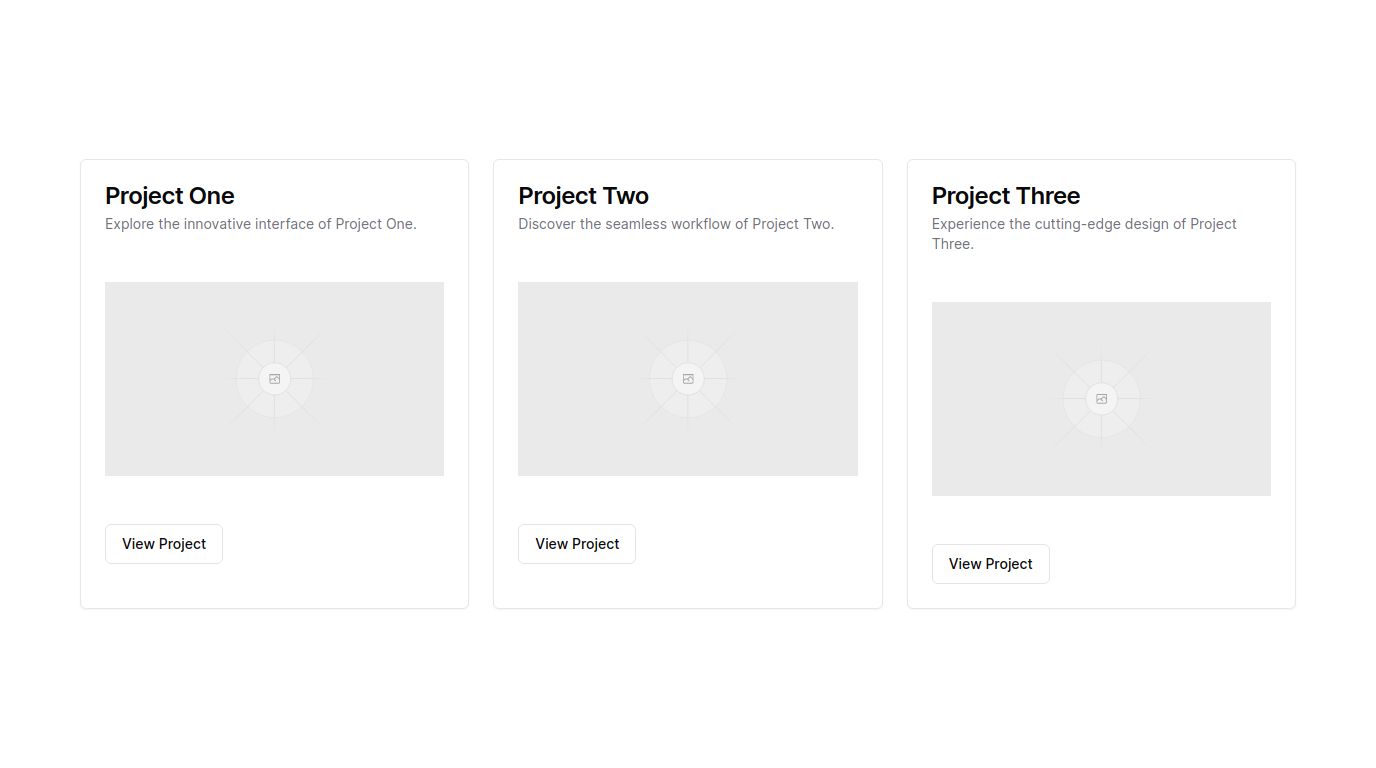 Project One
Explore the innovative interface of Project One.
View Project
Project Two
Discover the seamless workflow of Project Two.
View Project
Project Three
Experience the cutting-edge design of Project
Three.
View Project